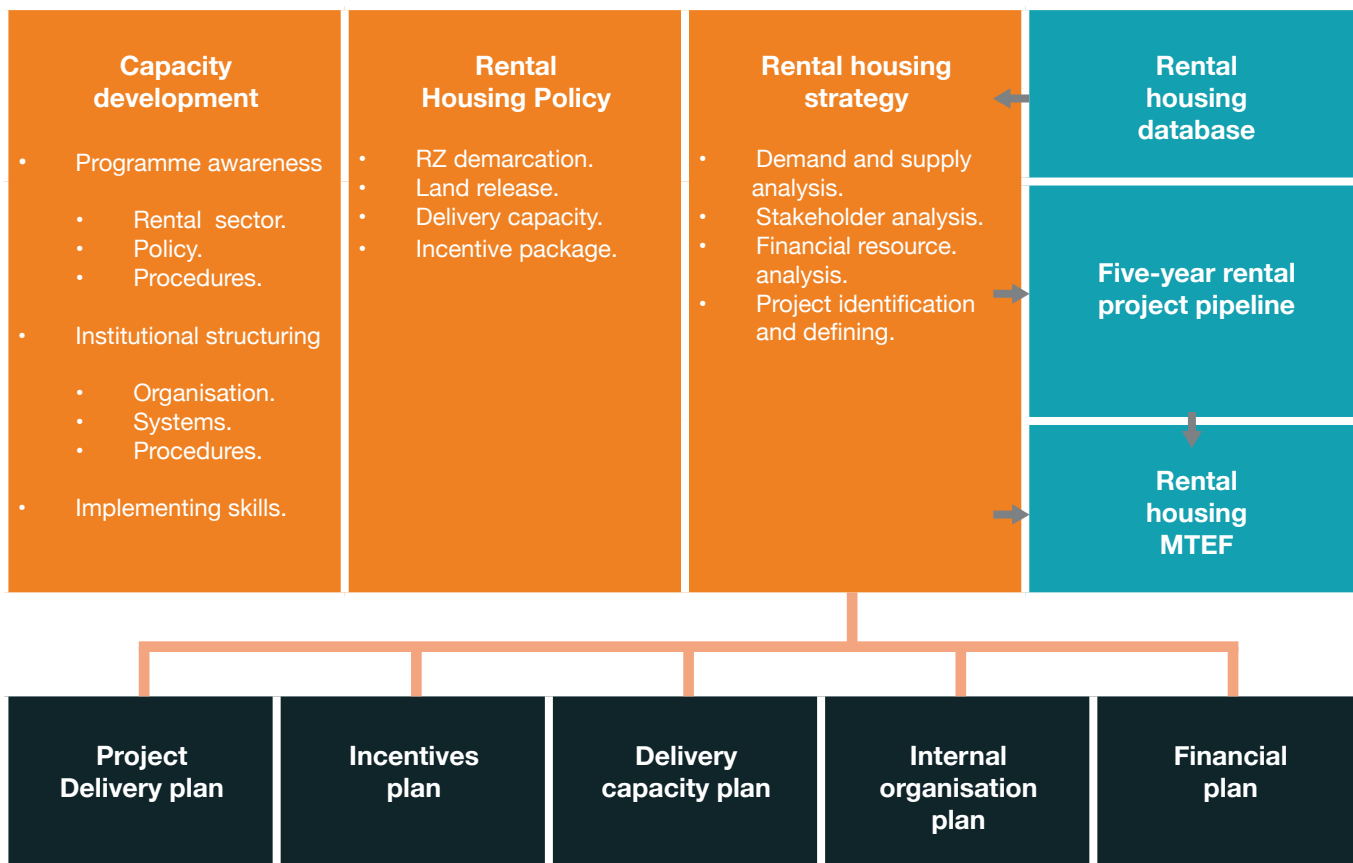 Capacity
development
• Programme awareness
• Rental sector.
• Policy.
• Procedures.
• Institutional structuring
• Organisation.
• Systems.
• Procedures.
• Implementing skills.
Rental
Housing Policy
• RZ demarcation.
• Land release.
• Delivery capacity.
• Incentive package.
Rental housing
strategy
• Demand and supply
analysis.
• Stakeholder analysis.
• Financial resource.
analysis.
• Project identification
and defining.
Rental
housing
database
Five-year rental
project pipeline
Rental
housing
MTEF
Project
Delivery plan
Incentives
plan
Delivery
capacity plan
Internal
organisation
plan
Financial
plan